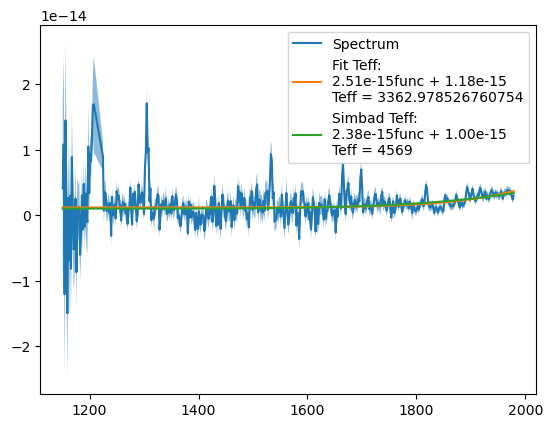 1e−14
Spectrum
Fit Teff:
2.51e-15func + 1.18e-15
Teff = 3362.978526760754
Simbad Teff:
2.38e-15func + 1.00e-15
Teff = 4569
2
1
0
−1
−2
1200 1400 1600 1800 2000